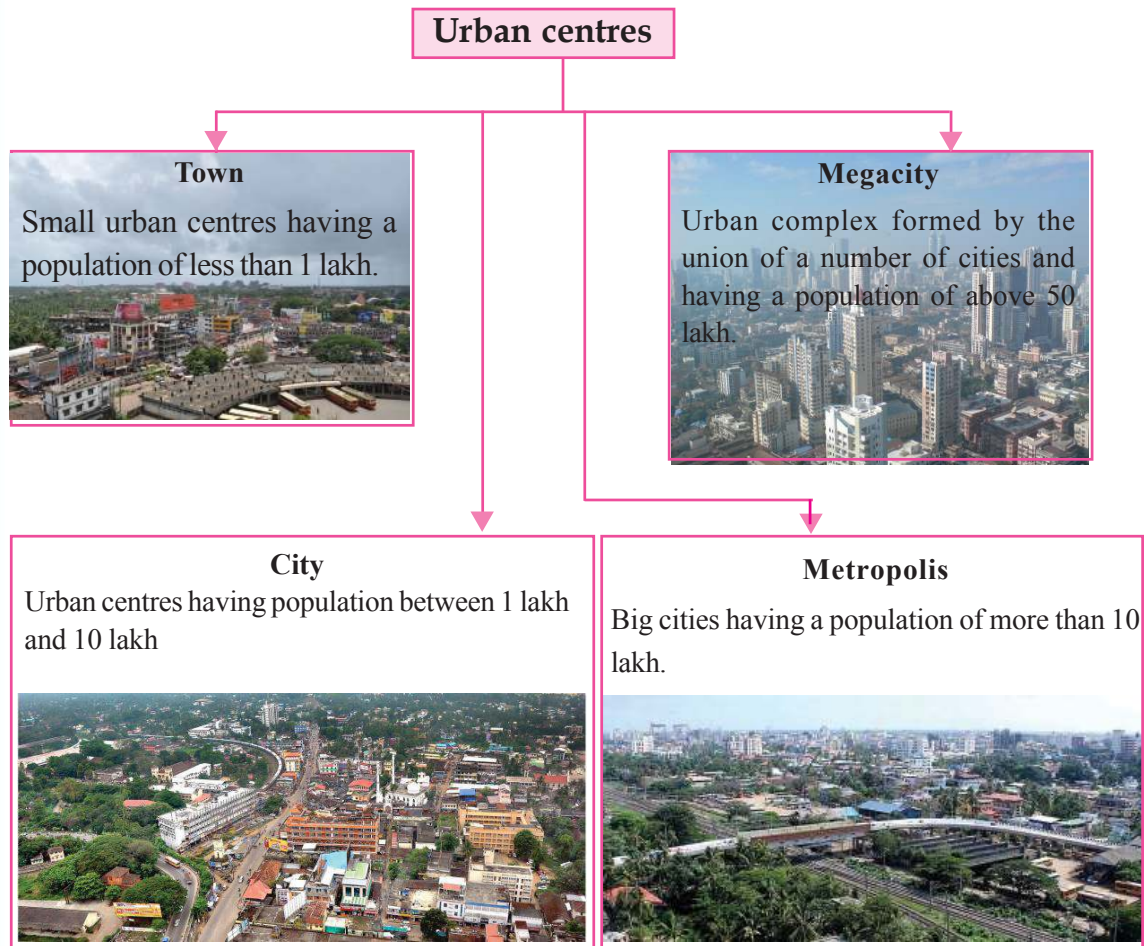 Urban centres
Town
Small urban centres having a
population of less than 1 lakh.
Megacity
Urban complex formed by the
union of a number of cities and
having a population of above 50
lakh.
City
Urban centres having population between 1 lakh
and 10 lakh
Metropolis
Big cities having a population of more than 10
lakh.